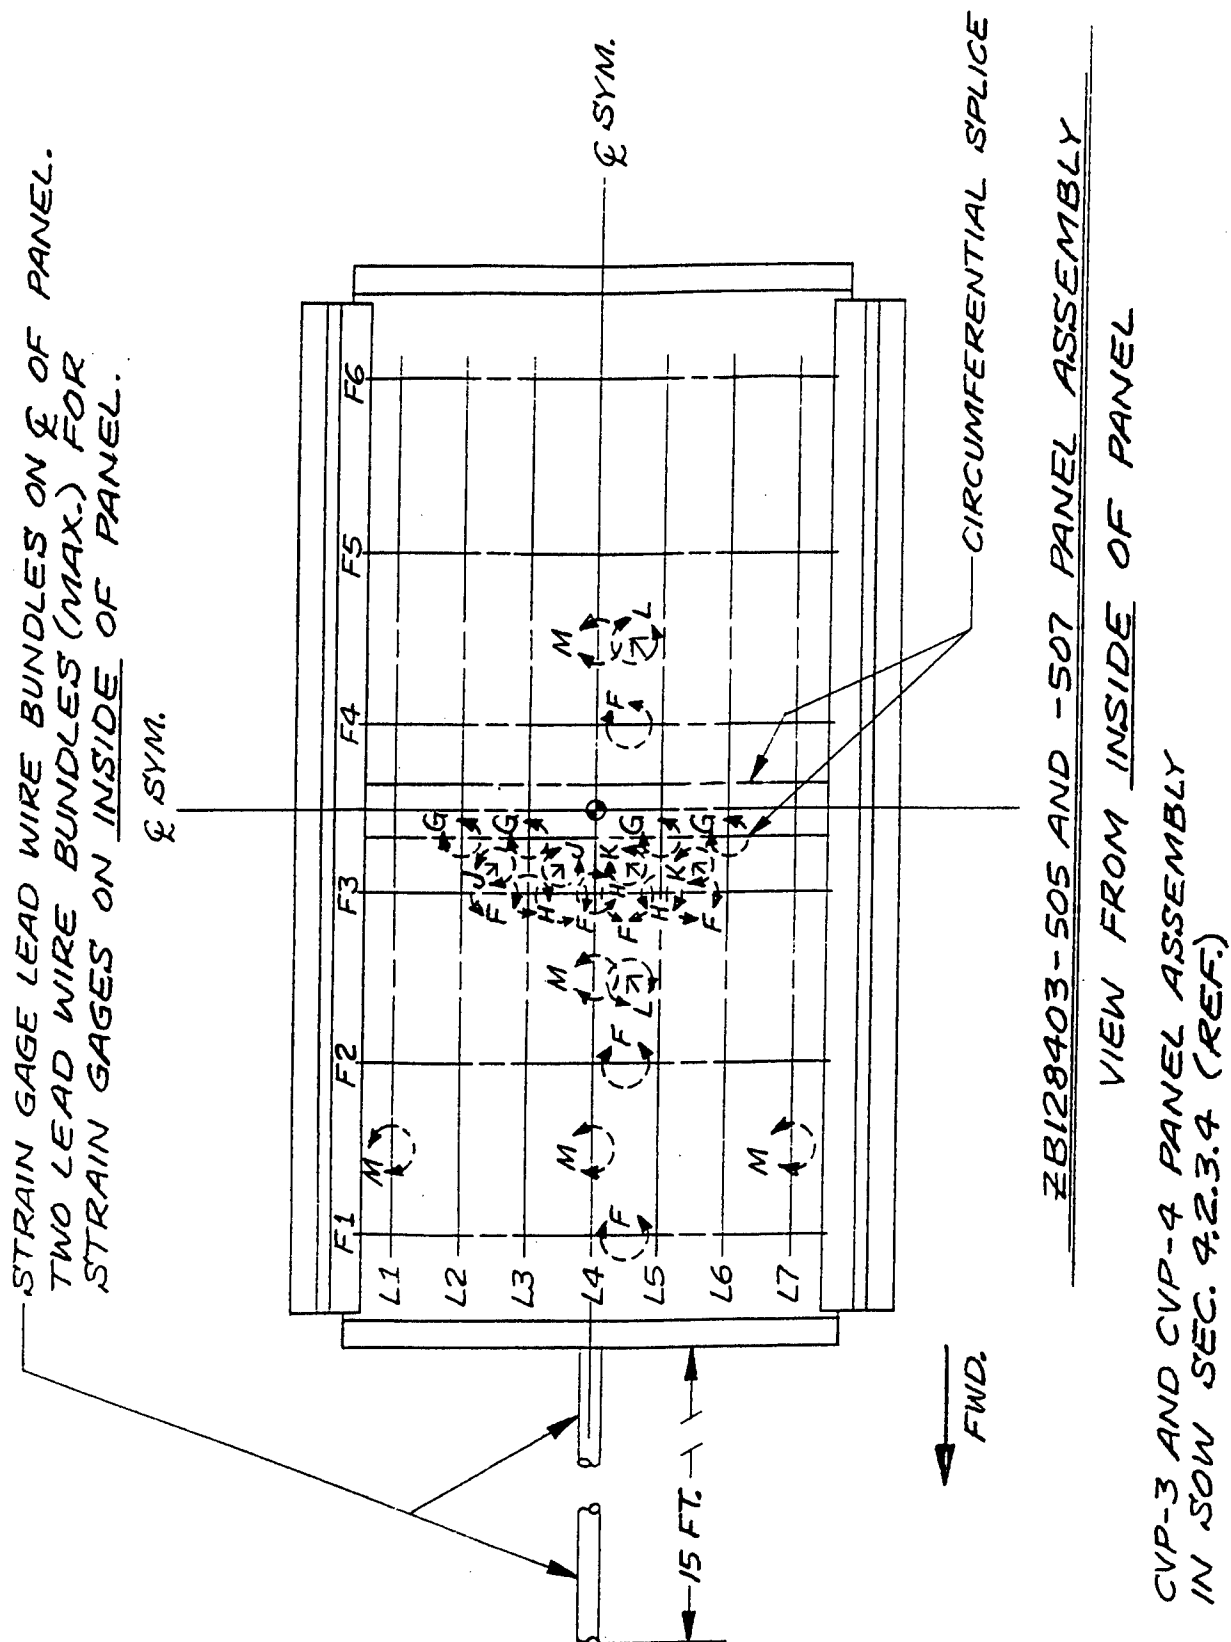 STRAIN GAGE LEAD WIRE BUNDLES ON ℄ OF PANEL.
TWO LEAD WIRE BUNDLES (MAX.) FOR
STRAIN GAGES ON INSIDE OF PANEL.
℄ SYM.
F1 F2 F3 F4 F5 F6
L1
L2
L3
L4
L5
L6
L7
M
M
M
F
F
M
L
J
F
G
G
H
J
F
K
H
F
G
H
K
F
G
F
M
L
℄ SYM.
CIRCUMFERENTIAL SPLICE
15 FT.
FWD.
ZB128403-505 AND -507 PANEL ASSEMBLY
VIEW FROM INSIDE OF PANEL
CVP-3 AND CVP-4 PANEL ASSEMBLY
IN SOW SEC. 4.2.3.4 (REF.)